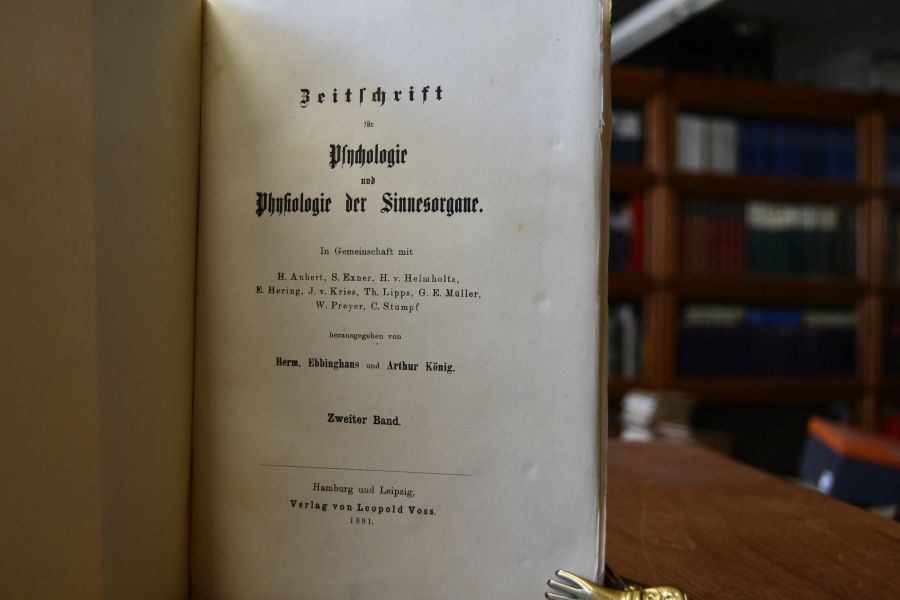 Zeitschrift
für
Psychologie
und
Physiologie der Sinnesorgane.
In Gemeinschaft mit
H. Aubert, S. Exner, H. v. Helmholtz,
E. Hering, J. v. Kries, Th. Lipps, G. E. Müller,
W. Preyer, C. Stumpf
herausgegeben von
Herm. Ebbinghaus und Arthur König.
Zweiter Band.
Hamburg und Leipzig,
Verlag von Leopold Voss.
1891.